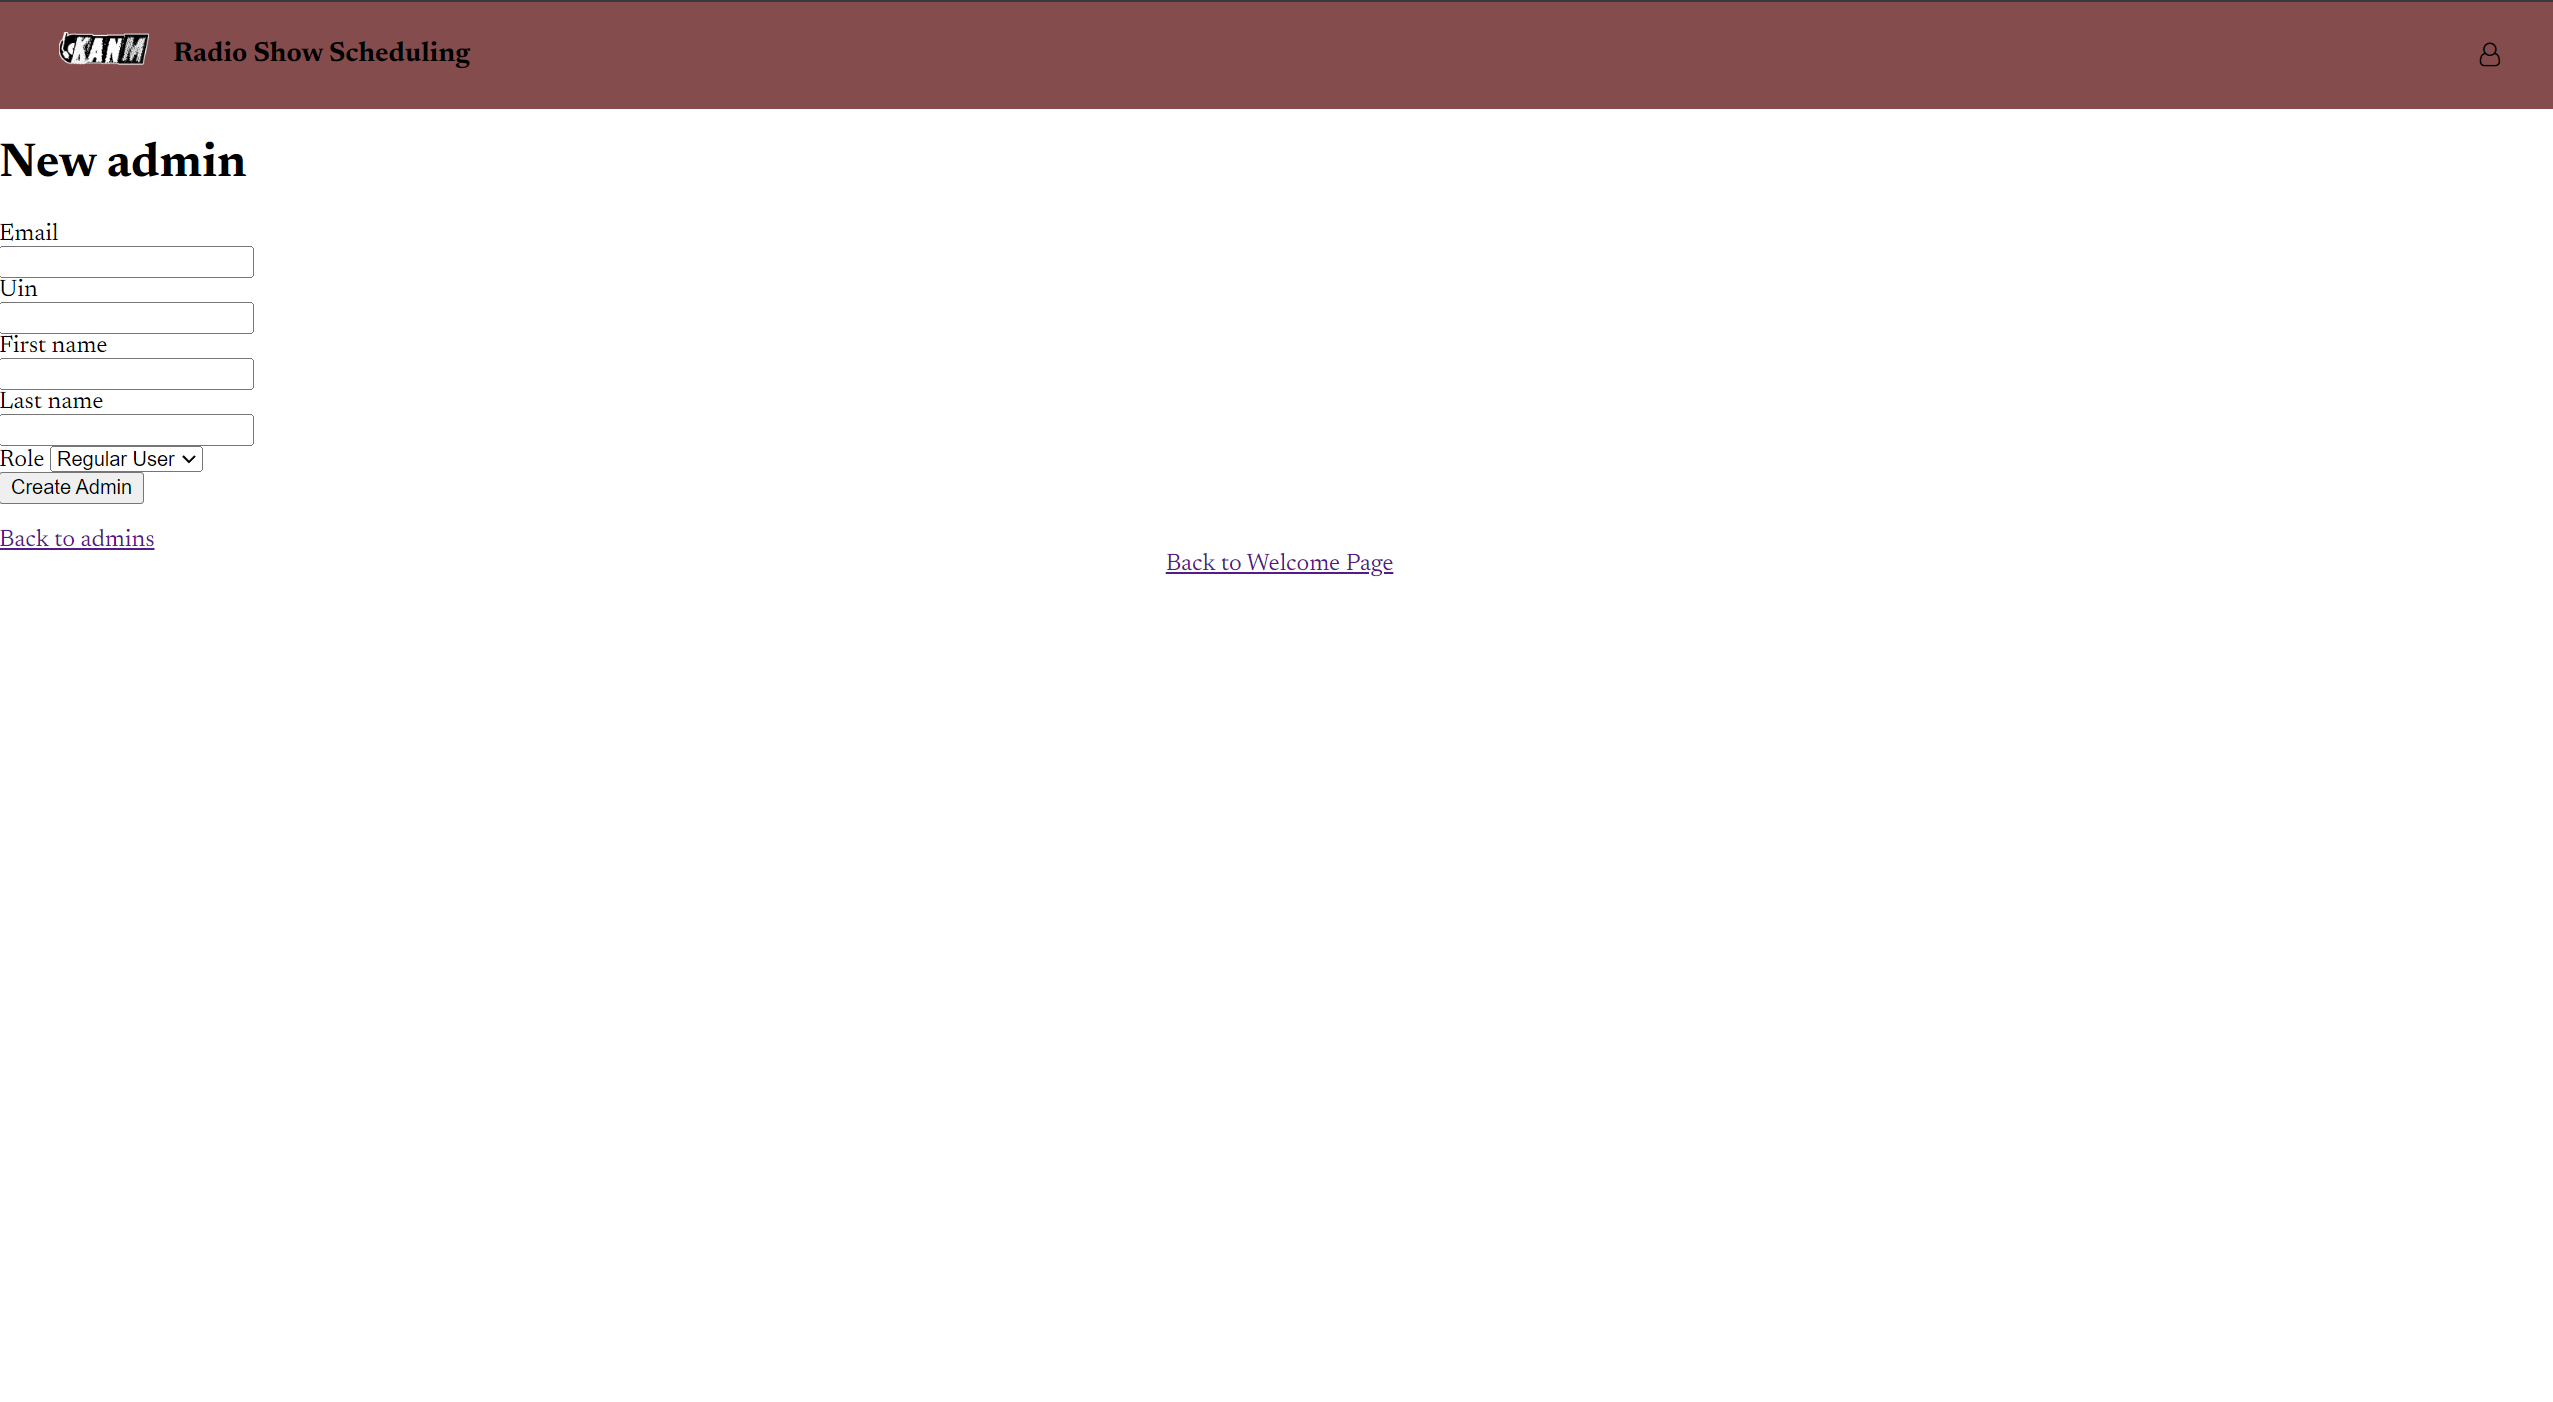 KANM Radio Show Scheduling
New admin
Email
Uin
First name
Last name
Role Regular User
Create Admin
Back to admins
Back to Welcome Page